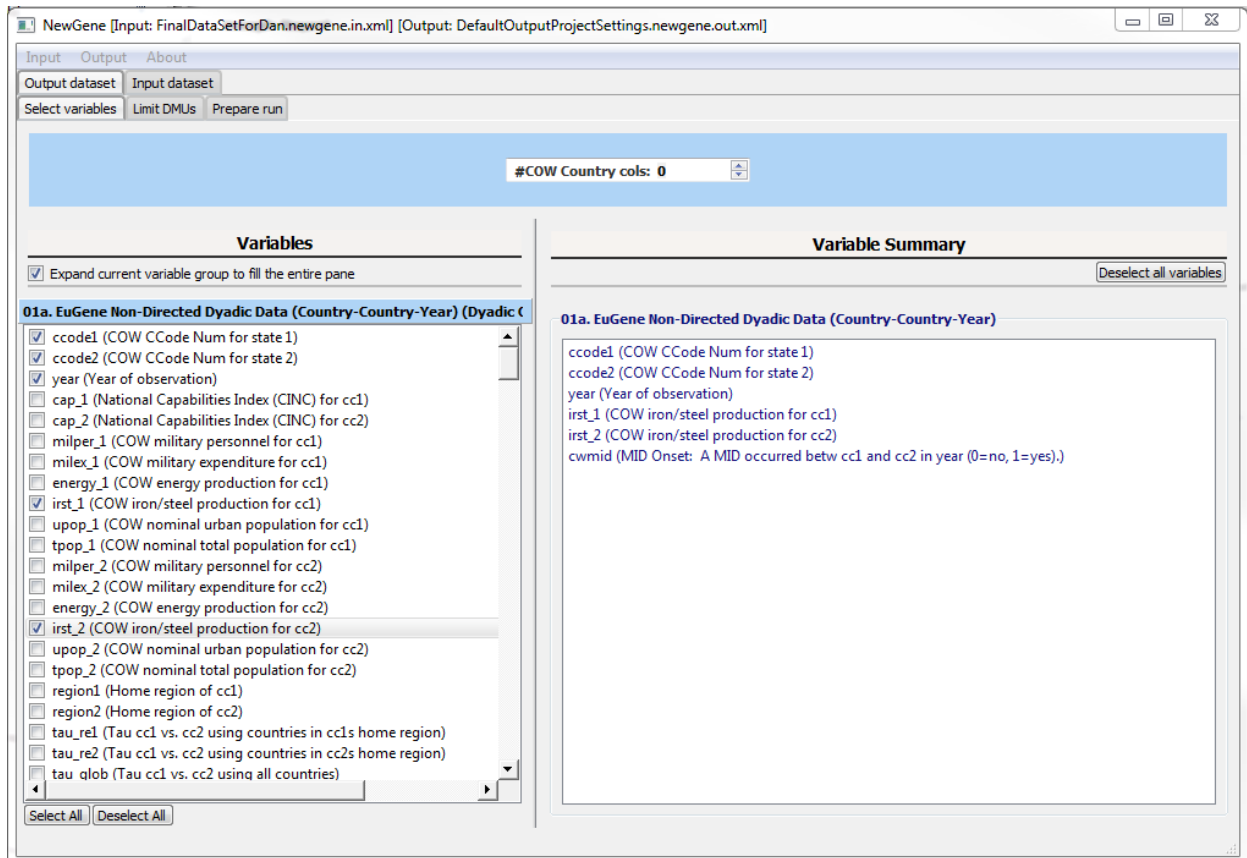 NewGene [Input: FinalDataSetForDan.newgene.in.xml] [Output: DefaultOutputProjectSettings.newgene.out.xml]
Input Output About
Output dataset Input dataset
Select variables Limit DMUs Prepare run
#COW Country cols: 0
Variables
Expand current variable group to fill the entire pane
01a. EuGene Non-Directed Dyadic Data (Country-Country-Year) (Dyadic (
ccode1 (COW CCode Num for state 1)
ccode2 (COW CCode Num for state 2)
year (Year of observation)
cap_1 (National Capabilities Index (CINC) for cc1)
cap_2 (National Capabilities Index (CINC) for cc2)
milper_1 (COW military personnel for cc1)
milex_1 (COW military expenditure for cc1)
energy_1 (COW energy production for cc1)
irst_1 (COW iron/steel production for cc1)
upop_1 (COW nominal urban population for cc1)
tpop_1 (COW nominal total population for cc1)
milper_2 (COW military personnel for cc2)
milex_2 (COW military expenditure for cc2)
energy_2 (COW energy production for cc2)
irst_2 (COW iron/steel production for cc2)
upop_2 (COW nominal urban population for cc2)
tpop_2 (COW nominal total population for cc2)
region1 (Home region of cc1)
region2 (Home region of cc2)
tau_re1 (Tau cc1 vs. cc2 using countries in cc1s home region)
tau_re2 (Tau cc1 vs. cc2 using countries in cc2s home region)
tau_glob (Tau cc1 vs. cc2 using all countries)
Select All Deselect All
Variable Summary
Deselect all variables
01a. EuGene Non-Directed Dyadic Data (Country-Country-Year)
ccode1 (COW CCode Num for state 1)
ccode2 (COW CCode Num for state 2)
year (Year of observation)
irst_1 (COW iron/steel production for cc1)
irst_2 (COW iron/steel production for cc2)
cwmid (MID Onset:  A MID occurred betw cc1 and cc2 in year (0=no, 1=yes).)